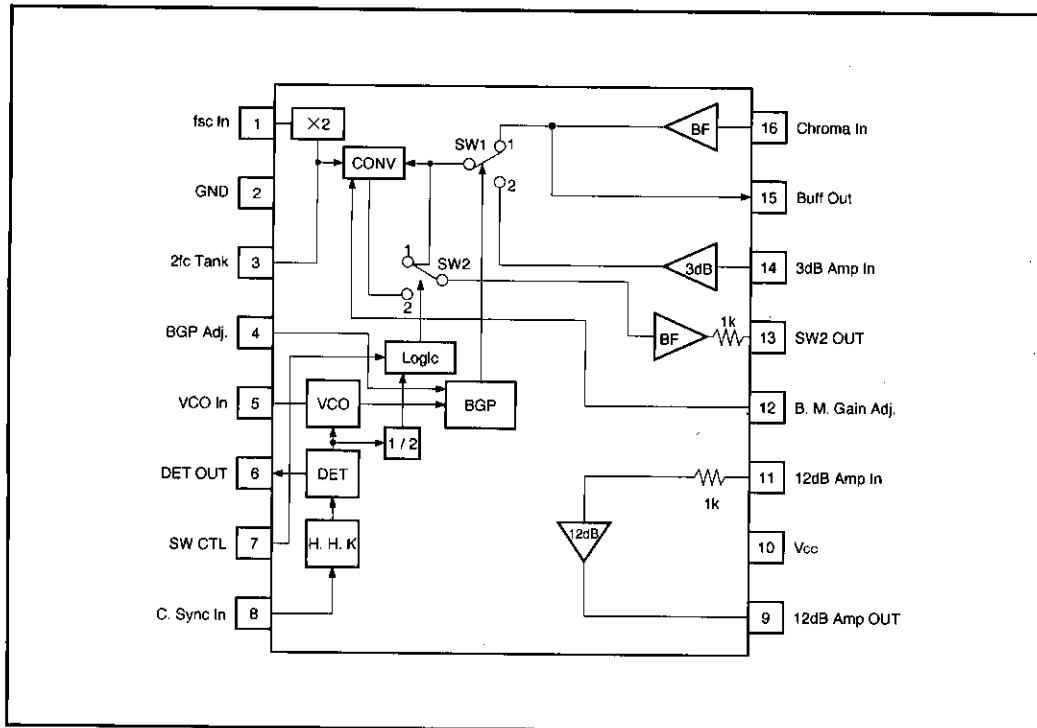 fsc In
1
×2
GND
2
2fc Tank
3
BGP Adj.
4
VCO In
5
DET OUT
6
SW CTL
7
C. Sync In
8
CONV
SW1
1
2
1
SW2
2
Logic
VCO
BGP
1 / 2
DET
H. H. K
BF
16
Chroma In
15
Buff Out
3dB
14
3dB Amp In
BF
1k
13
SW2 OUT
12
B. M. Gain Adj.
1k
11
12dB Amp In
12dB
10
Vcc
9
12dB Amp OUT